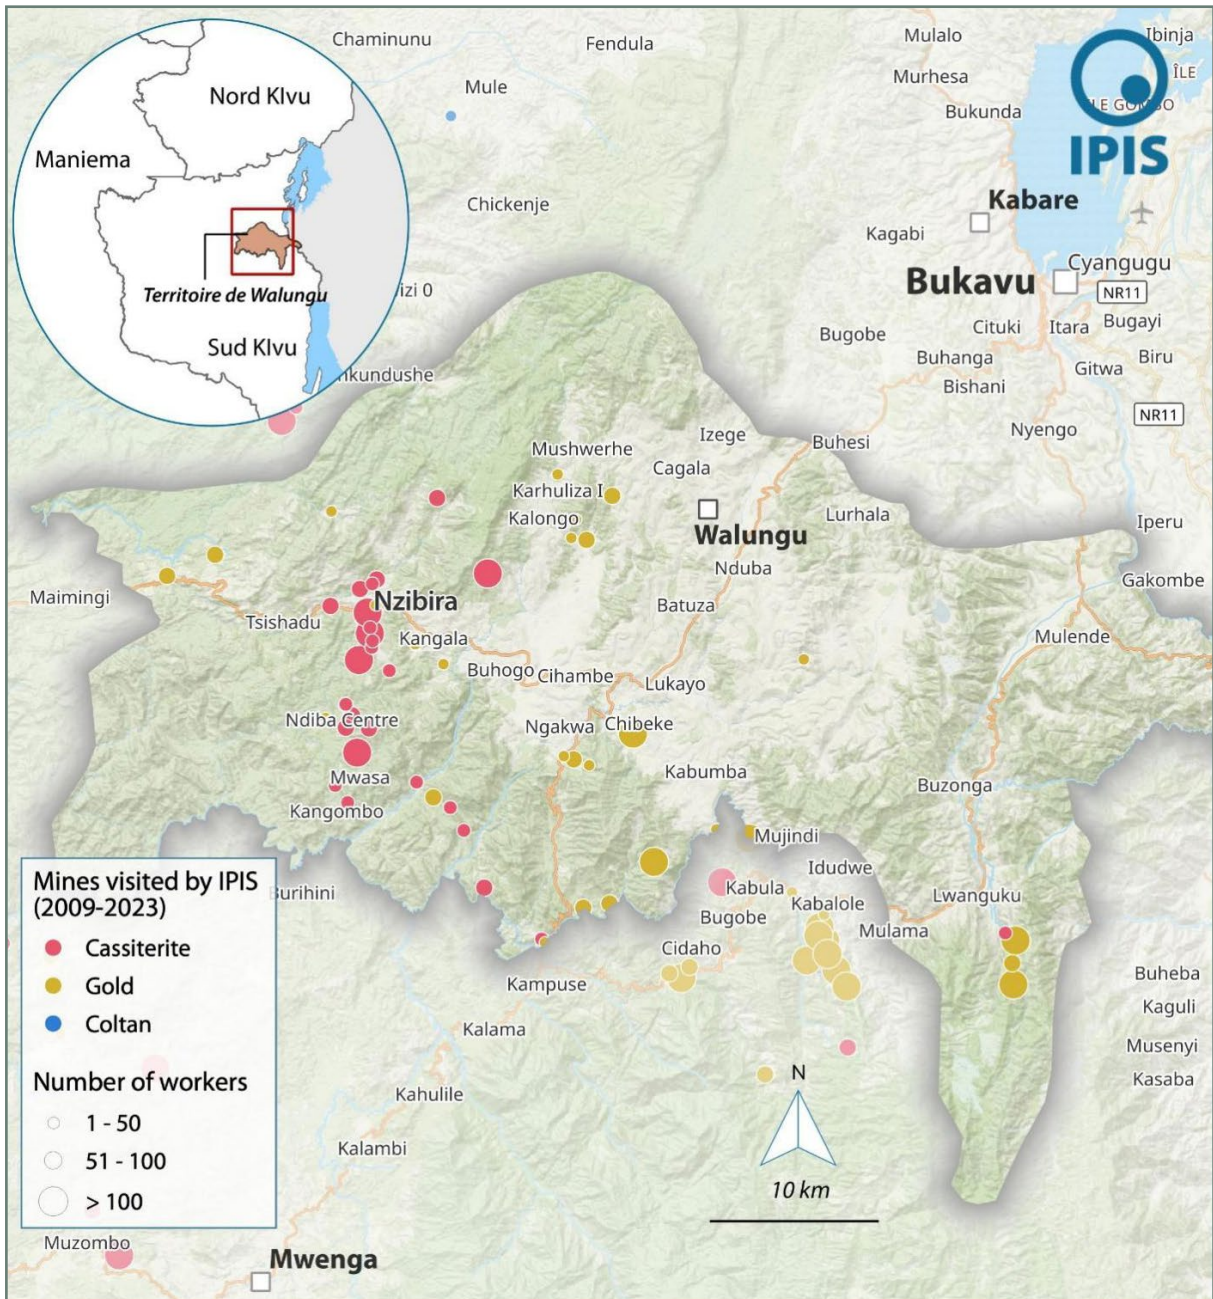 Chaminunu
Fendula
Mulalo
Ibinja
Mule
Murhesa
ÎLE
Nord KIvu
Bukunda
IPIS
Maniema
Chickenje
Kabare
Kagabi
Territoire de Walungu
izi 0
Bukavu
Cyangugu
NR11
Bugobe
Cituki
Itara
Bugayi
Sud KIvu
Buhanga
Biru
nkundushe
Bishani
Gitwa
NR11
Nyengo
Izege
Buhesi
Mushwerhe
Cagala
Karhuliza I
Kalongo
Walungu
Lurhala
Iperu
Nduba
Gakombe
Maimingi
Nzibira
Batuza
Tsishadu
Kangala
Mulende
Buhogo
Cihambe
Lukayo
Ndiba Centre
Ngakwa
Chibeke
Mwasa
Kabumba
Buzonga
Kangombo
Mujindi
Idudwe
Burihini
Kabula
Kabalole
Lwanguku
Bugobe
Mulama
Cidaho
Kampuse
Buheba
Kaguli
Kalama
Musenyi
Kasaba
Kahulile
Kalambi
Mines visited by IPIS
(2009-2023)
Cassiterite
Gold
Coltan
Number of workers
1 - 50
51 - 100
> 100
N
10 km
Muzombo
Mwenga